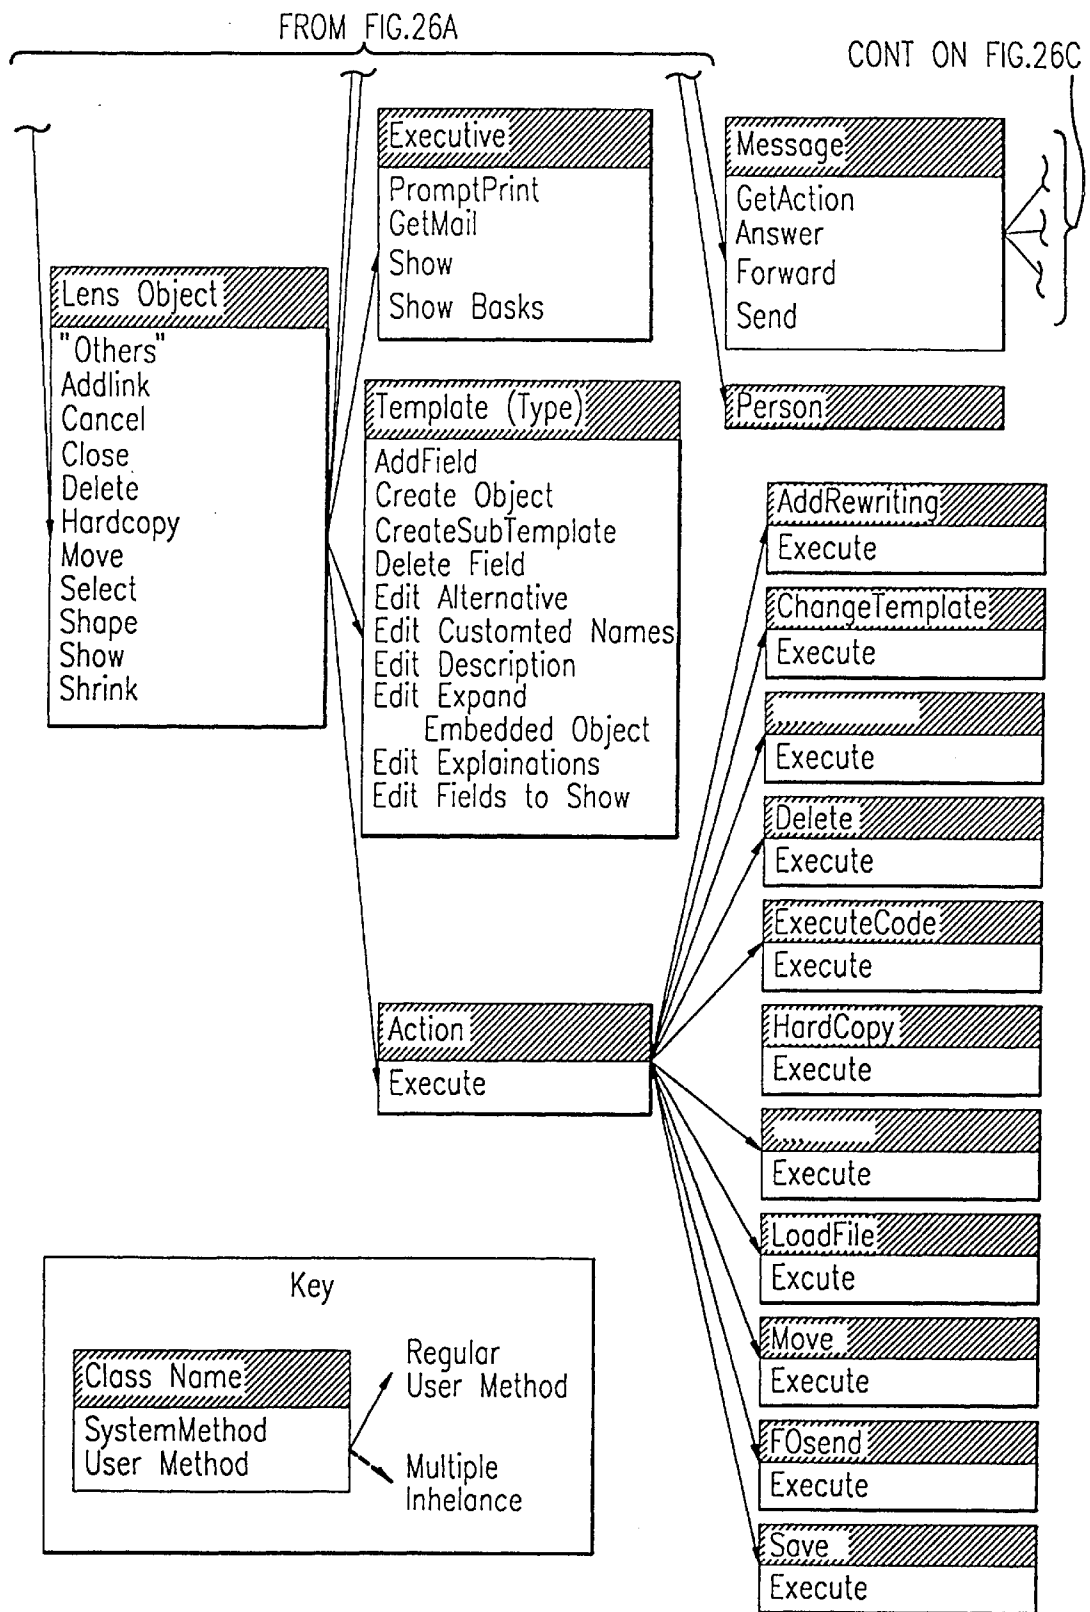 FROM FIG.26A
CONT ON FIG.26C
Lens Object
"Others"
Addlink
Cancel
Close
Delete
Hardcopy
Move
Select
Shape
Show
Shrink
Executive
PromptPrint
GetMail
Show
Show Basks
Template (Type)
AddField
Create Object
CreateSubTemplate
Delete Field
Edit Alternative
Edit Customted Names
Edit Description
Edit Expand
Embedded Object
Edit Explainations
Edit Fields to Show
Action
Execute
Message
GetAction
Answer
Forward
Send
Person
AddRewriting
Execute
ChangeTemplate
Execute
Execute
Delete
Execute
ExecuteCode
Execute
HardCopy
Execute
Execute
LoadFile
Excute
Move
Execute
FOsend
Execute
Save
Execute
Key
Class Name
SystemMethod
User Method
Regular
User Method
Multiple
Inhelance